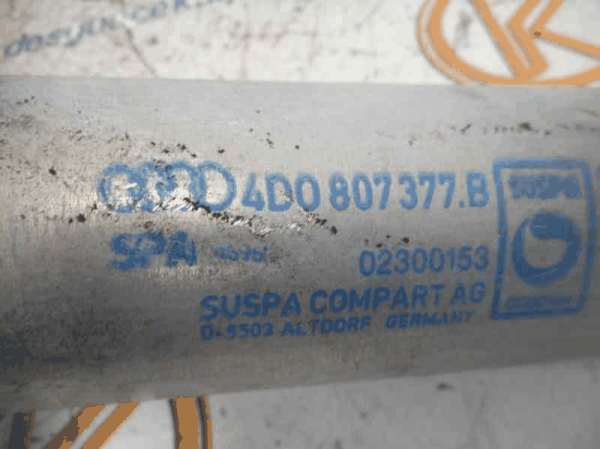 4D0 807 377.B
SUSPA
SPA
02300153
SUSPA COMPART AG
D-8503 ALTDORF GERMANY